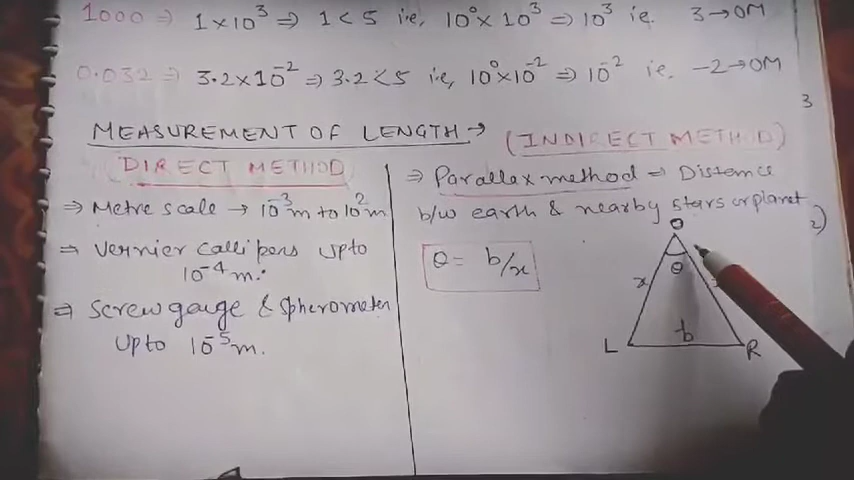 1000 ⇒ 1×10³ ⇒ 1<5 ie, 10⁰×10³ ⇒ 10³ ie. 3→OM
0.032 ⇒ 3.2×10⁻² ⇒ 3.2<5 ie, 10⁰×10⁻² ⇒ 10⁻² ie. -2→OM
3
MEASUREMENT OF LENGTH →
(DIRECT METHOD)
⇒ Metre scale → 10⁻³m to 10²m
⇒ Vernier callipers upto
10⁻⁴m.
⇒ Screw gauge & Spherometer
upto 10⁻⁵m.
(INDIRECT METHOD)
⇒ Parallax method ⇒ Distance
b/w earth & nearby stars or planet
2)
θ = b/x
O
θ
x
b
L R